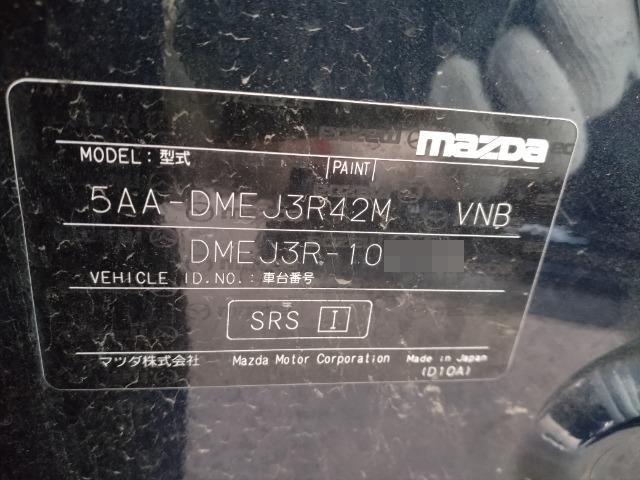 mazda
MODEL:型式 PAINT
5AA-DMEJ3R42M VNB
DMEJ3R-10
VEHICLE ID.NO.:車台番号
SRS I
マツダ株式会社 Mazda Motor Corporation Made in Japan
(D10A)